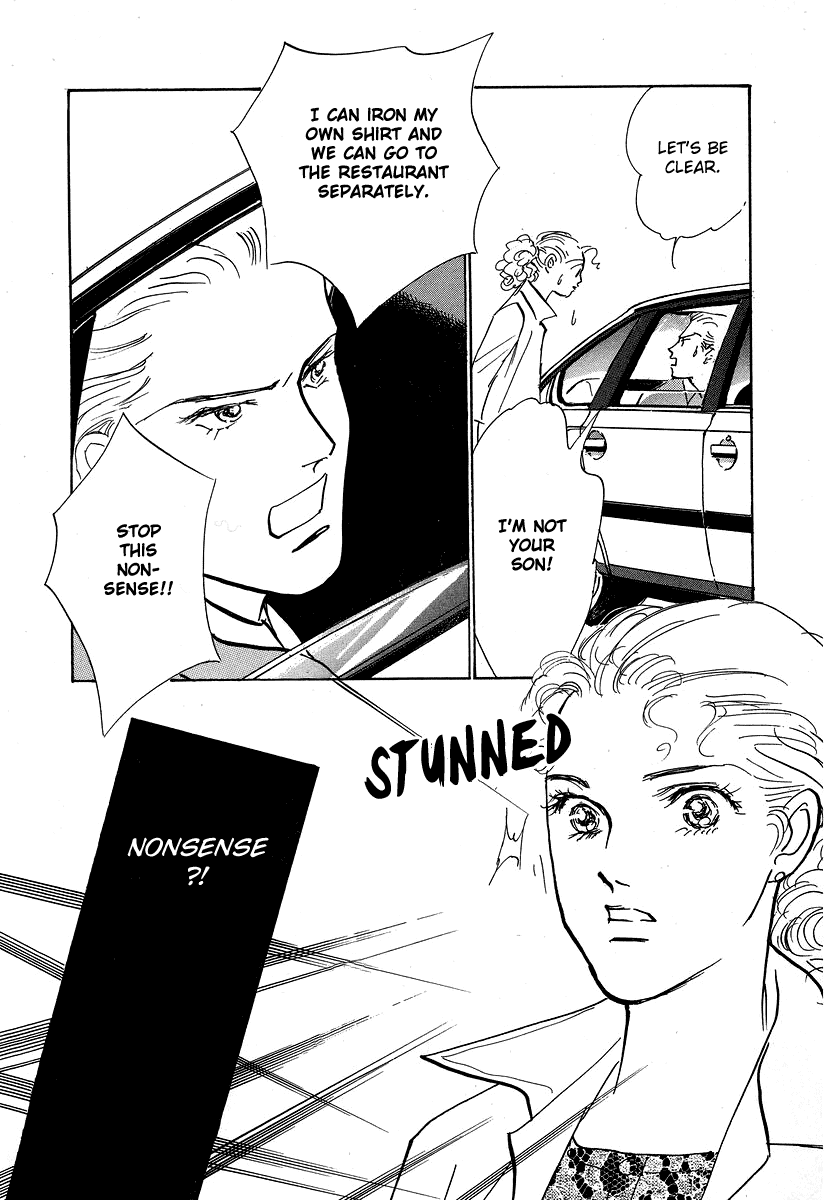 LET'S BE
CLEAR.
I'M NOT
YOUR
SON!
I CAN IRON MY
OWN SHIRT AND
WE CAN GO TO
THE RESTAURANT
SEPARATELY.
STOP
THIS
NON-
SENSE!!
STUNNED
NONSENSE
?!